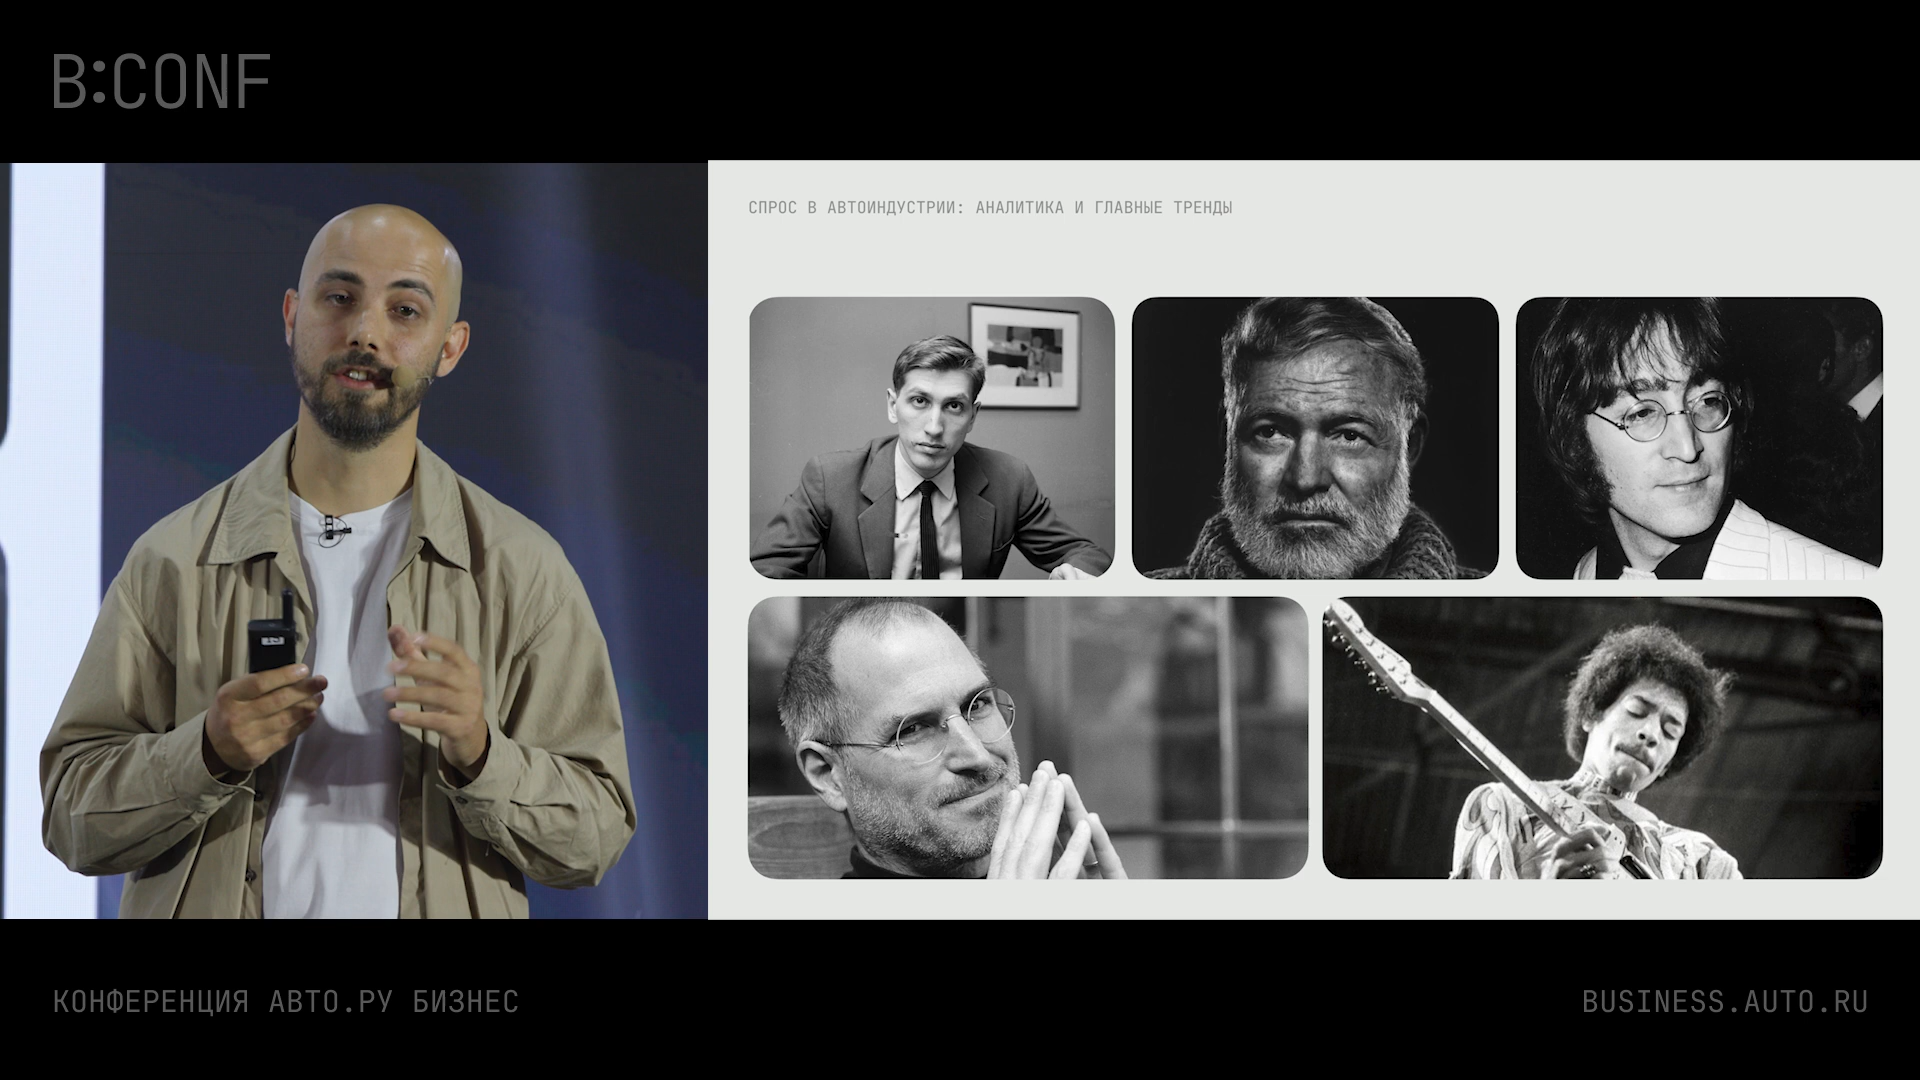 B:CONF
СПРОС В АВТОИНДУСТРИИ: АНАЛИТИКА И ГЛАВНЫЕ ТРЕНДЫ
КОНФЕРЕНЦИЯ АВТО.РУ БИЗНЕС
BUSINESS.AUTO.RU